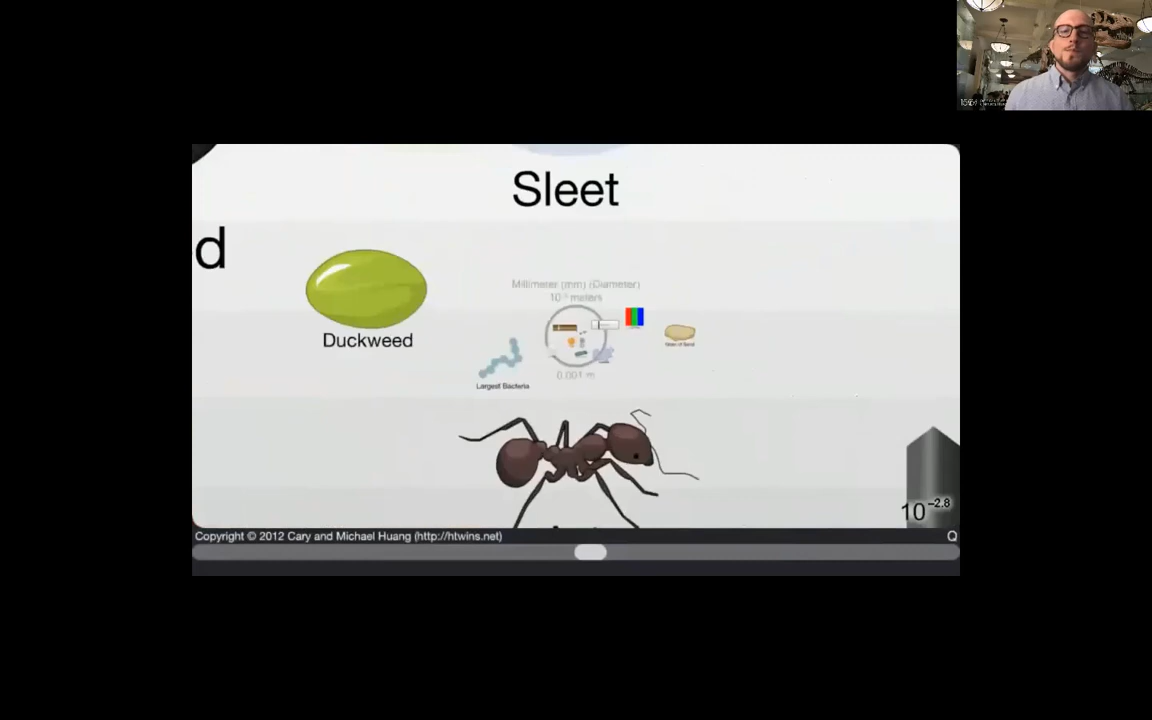 Sleet
d
Duckweed
Millimeter (mm) (Diameter)
meters
0.001 m
Largest Bacteria
10-2.8
Copyright © 2012 Cary and Michael Huang (http://htwins.net)
Q